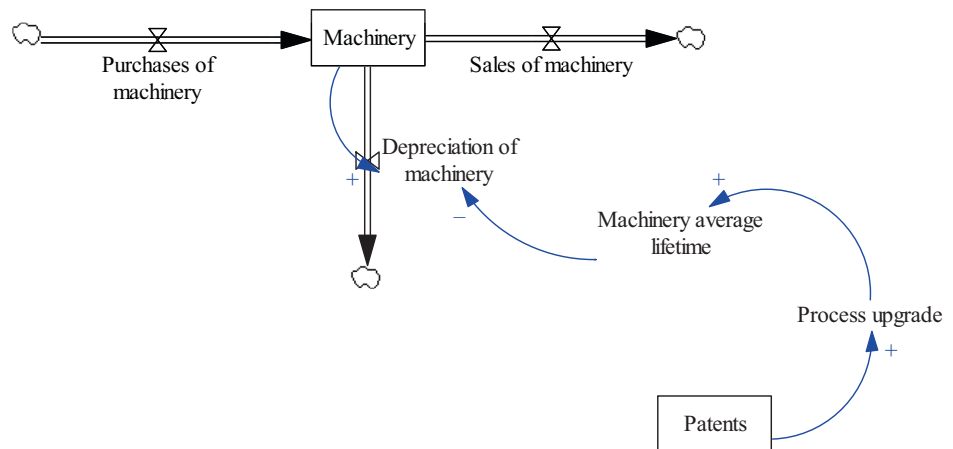 Machinery
Purchases of
machinery
Sales of machinery
Depreciation of
machinery
+
−
+
Machinery average
lifetime
Process upgrade
+
Patents